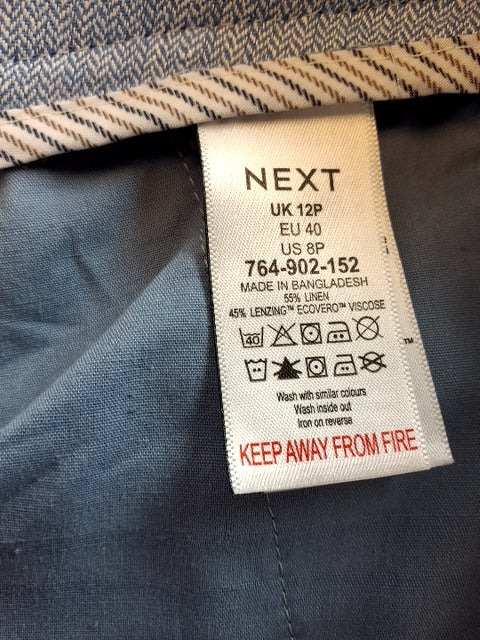 NEXT
UK 12P
EU 40
US 8P
764-902-152
MADE IN BANGLADESH
55% LINEN
45% LENZING™ ECOVERO™ VISCOSE
40
™
Wash with similar colours
Wash inside out
Iron on reverse
KEEP AWAY FROM FIRE